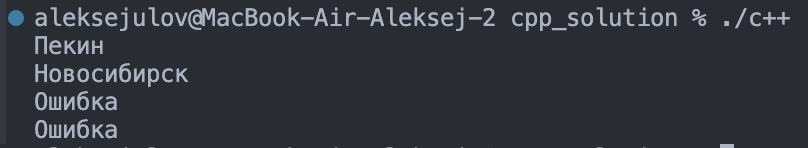 aleksejulov@MacBook-Air-Aleksej-2 cpp_solution % ./c++
Пекин
Новосибирск
Ошибка
Ошибка